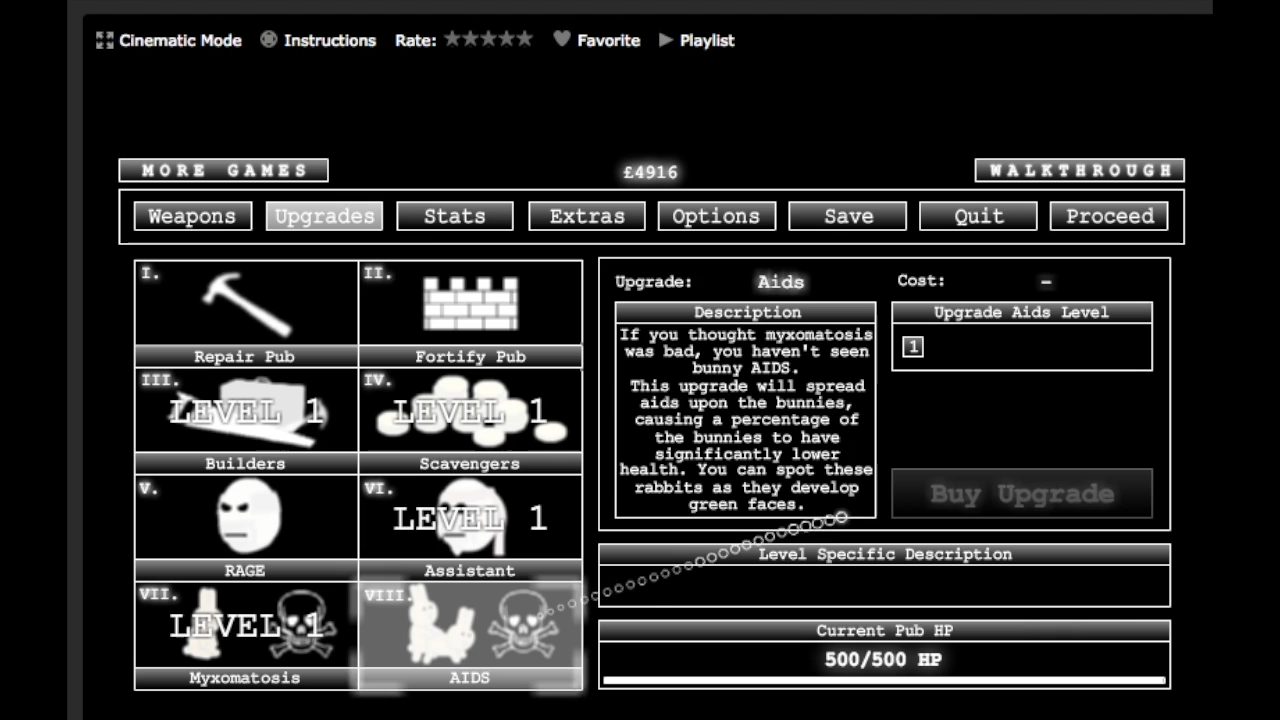 Cinematic Mode Instructions Rate: Favorite Playlist
MORE GAMES £4916 WALKTHROUGH
Weapons Upgrades Stats Extras Options Save Quit Proceed
I. II.
Repair Pub Fortify Pub
III. LEVEL 1 IV. LEVEL 1
Builders Scavengers
V. VI. LEVEL 1
RAGE Assistant
VII. LEVEL 1 VIII.
Myxomatosis AIDS
Upgrade: Aids Cost: –
Description
If you thought myxomatosis
was bad, you haven't seen
bunny AIDS.
This upgrade will spread
aids upon the bunnies,
causing a percentage of
the bunnies to have
significantly lower
health. You can spot these
rabbits as they develop
green faces.
Upgrade Aids Level
1
Buy Upgrade
Level Specific Description
Current Pub HP
500/500 HP